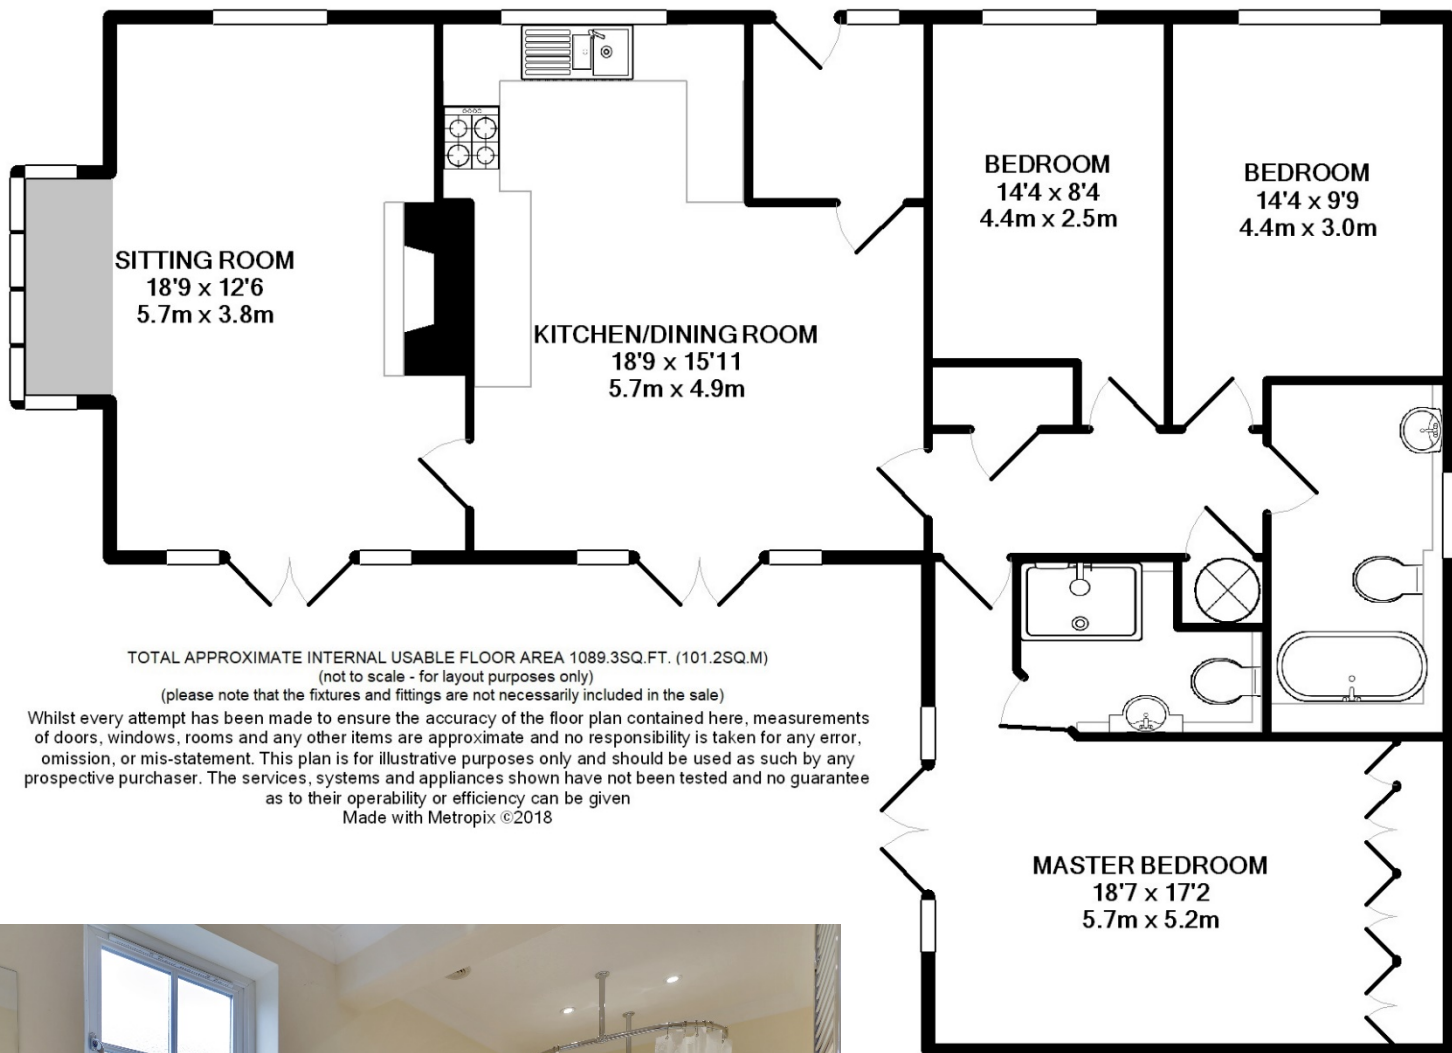 BEDROOM
14'4 x 8'4
4.4m x 2.5m
BEDROOM
14'4 x 9'9
4.4m x 3.0m
SITTING ROOM
18'9 x 12'6
5.7m x 3.8m
KITCHEN/DINING ROOM
18'9 x 15'11
5.7m x 4.9m
TOTAL APPROXIMATE INTERNAL USABLE FLOOR AREA 1089.3SQ.FT. (101.2SQ.M)
(not to scale - for layout purposes only)
(please note that the fixtures and fittings are not necessarily included in the sale)
Whilst every attempt has been made to ensure the accuracy of the floor plan contained here, measurements
of doors, windows, rooms and any other items are approximate and no responsibility is taken for any error,
omission, or mis-statement. This plan is for illustrative purposes only and should be used as such by any
prospective purchaser. The services, systems and appliances shown have not been tested and no guarantee
as to their operability or efficiency can be given
Made with Metropix ©2018
MASTER BEDROOM
18'7 x 17'2
5.7m x 5.2m